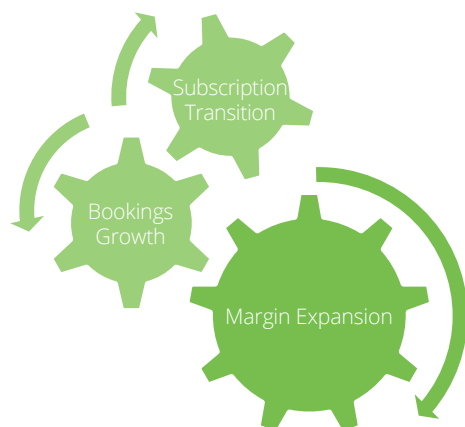 Subscription
Transition
Bookings
Growth
Margin Expansion